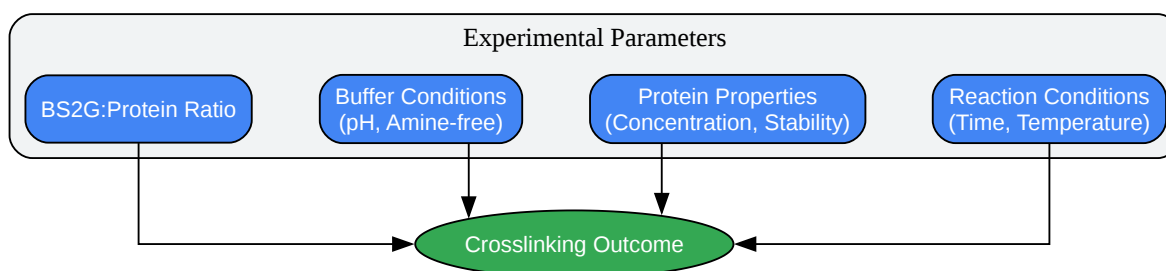 Experimental Parameters
BS2G:Protein Ratio
Buffer Conditions
(pH, Amine-free)
Protein Properties
(Concentration, Stability)
Reaction Conditions
(Time, Temperature)
Crosslinking Outcome